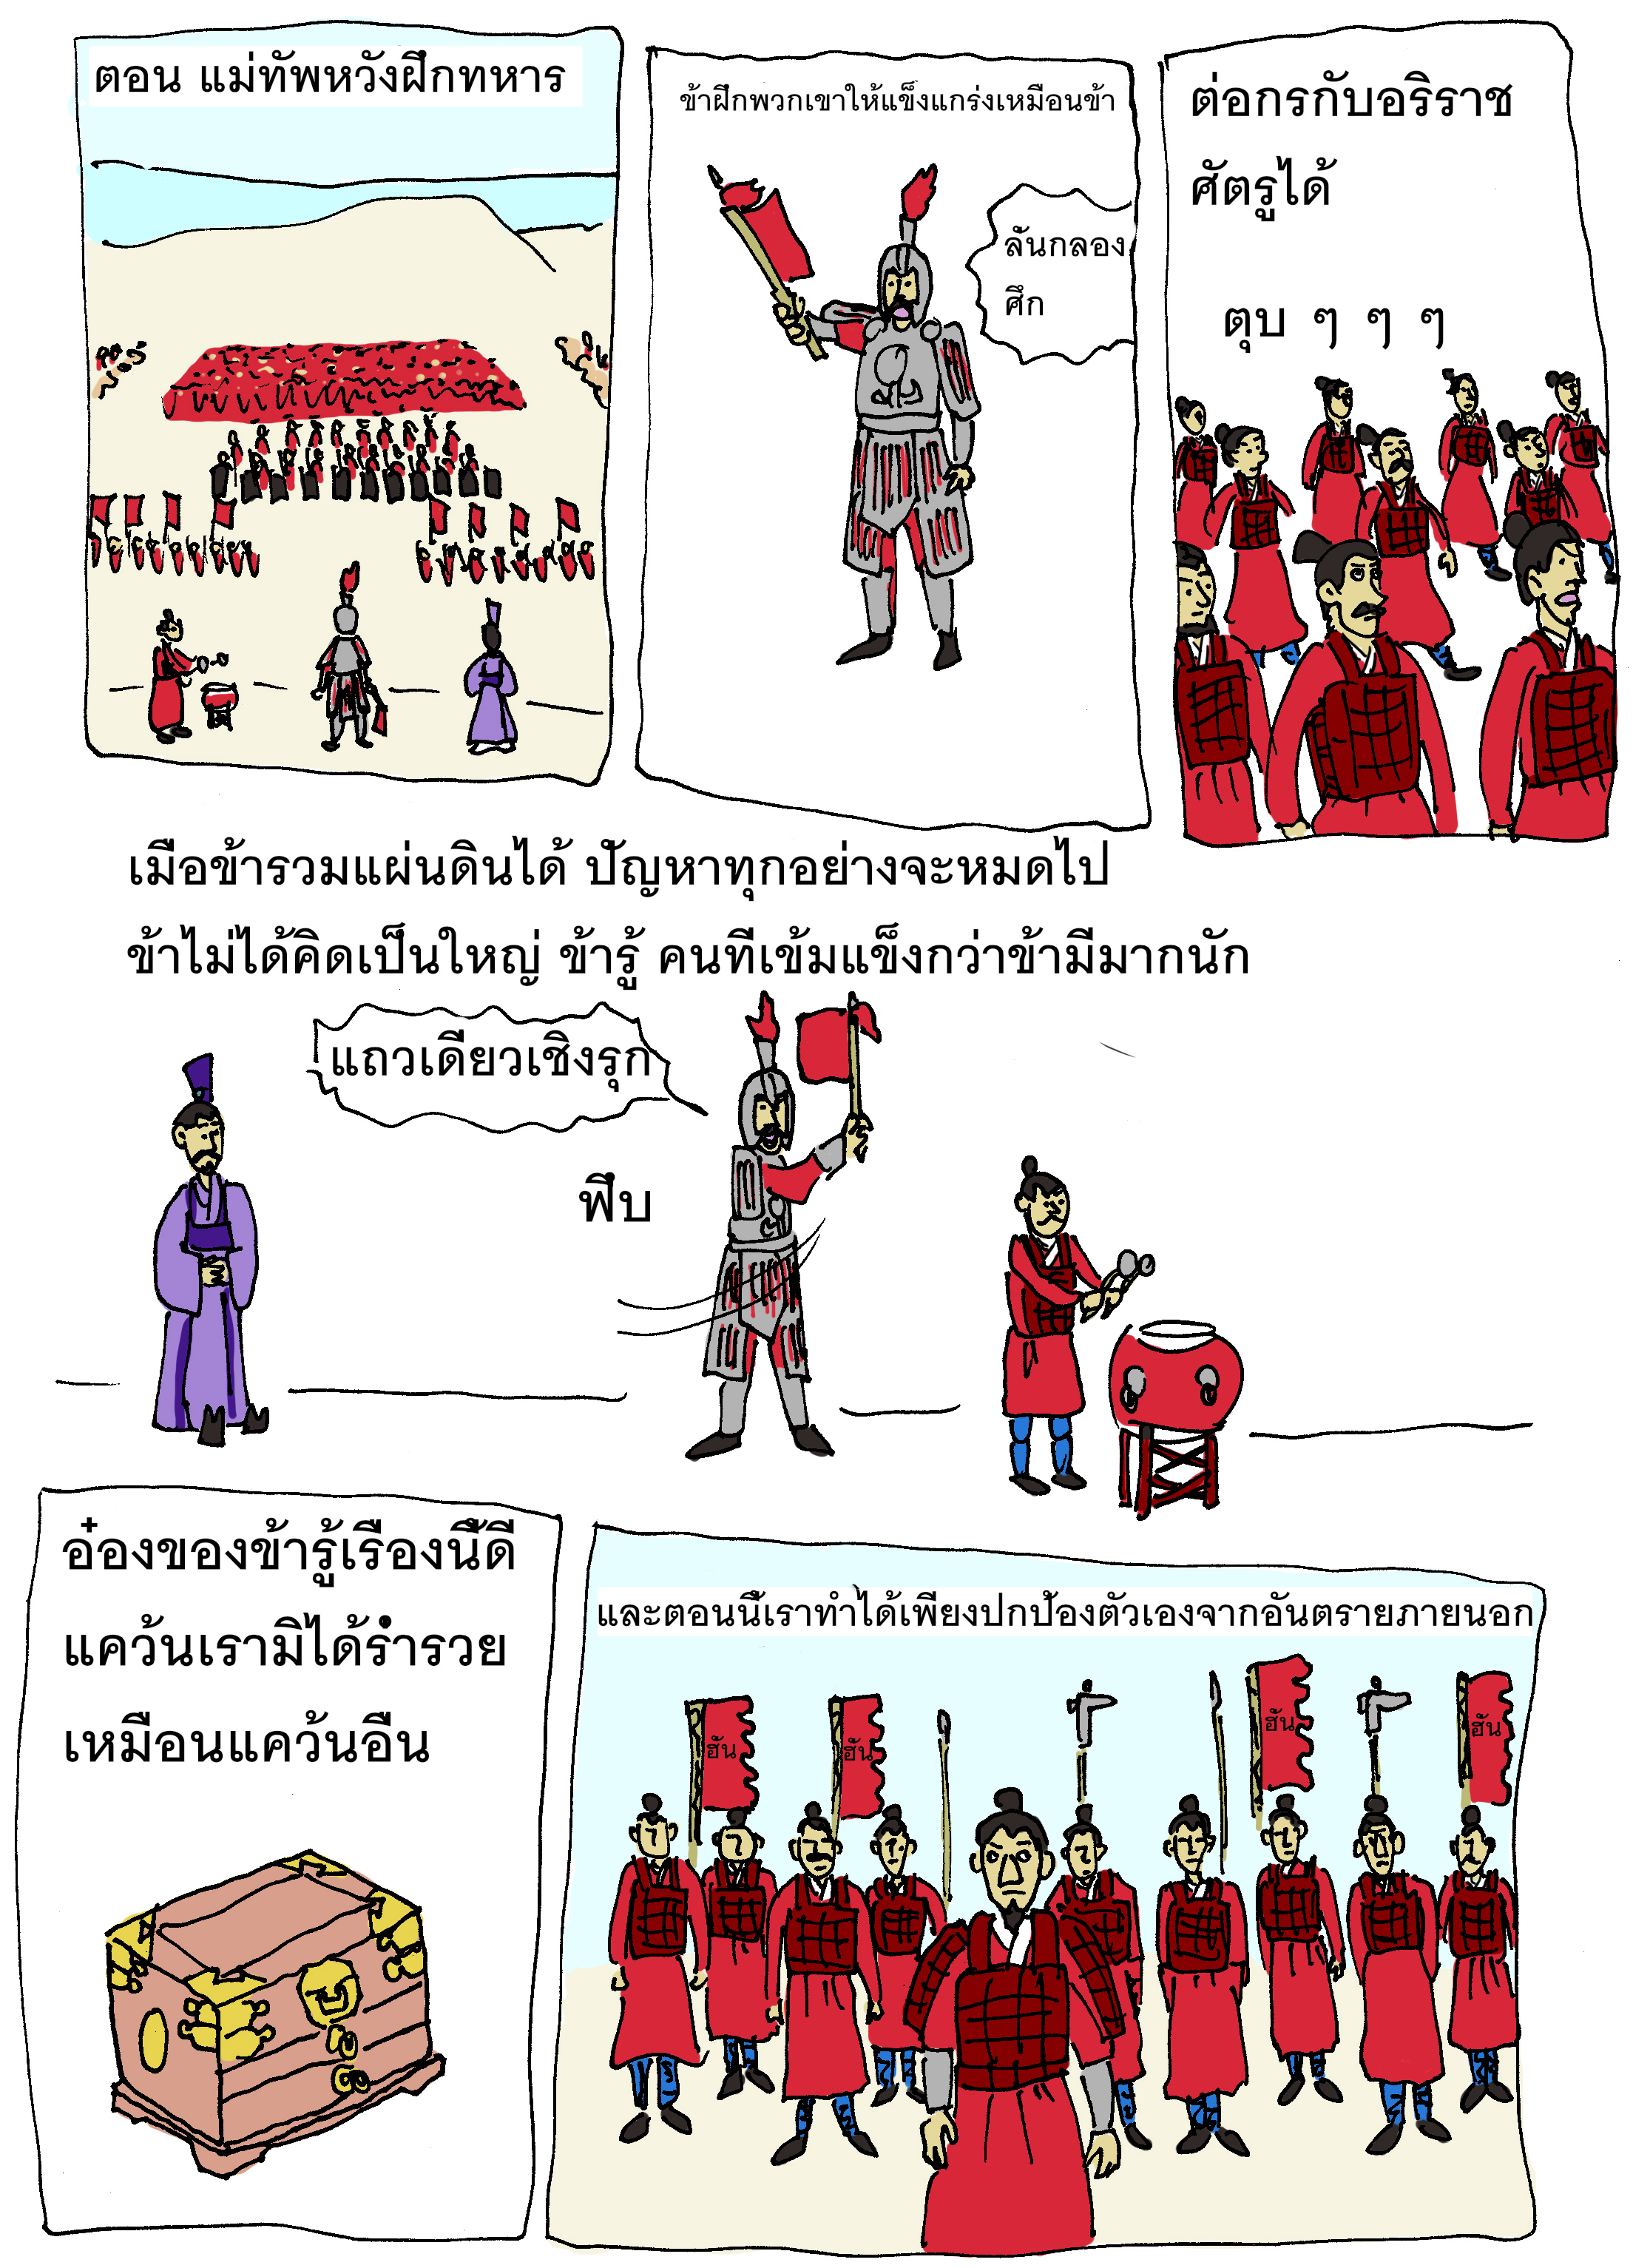 ตอน แม่ทัพหวังฝึกทหาร
ข้าฝึกพวกเขาให้แข็งแกร่งเหมือนข้า
ลั่นกลอง
ศึก
ต่อกรกับอริราช
ศัตรูได้
ตุบ ๆ ๆ ๆ
เมื่อข้ารวมแผ่นดินได้ ปัญหาทุกอย่างจะหมดไป
ข้าไม่ได้คิดเป็นใหญ่ ข้ารู้ คนที่เข้มแข็งกว่าข้ามีมากนัก
แถวเดียวเชิงรุก
ฟึบ
อ๋องของข้ารู้เรื่องนี้ดี
แคว้นเรามิได้ร่ำรวย
เหมือนแคว้นอื่น
และตอนนี้เราทำได้เพียงปกป้องตัวเองจากอันตรายภายนอก
ฮั่น
ฮั่น
ฮั่น
ฮั่น